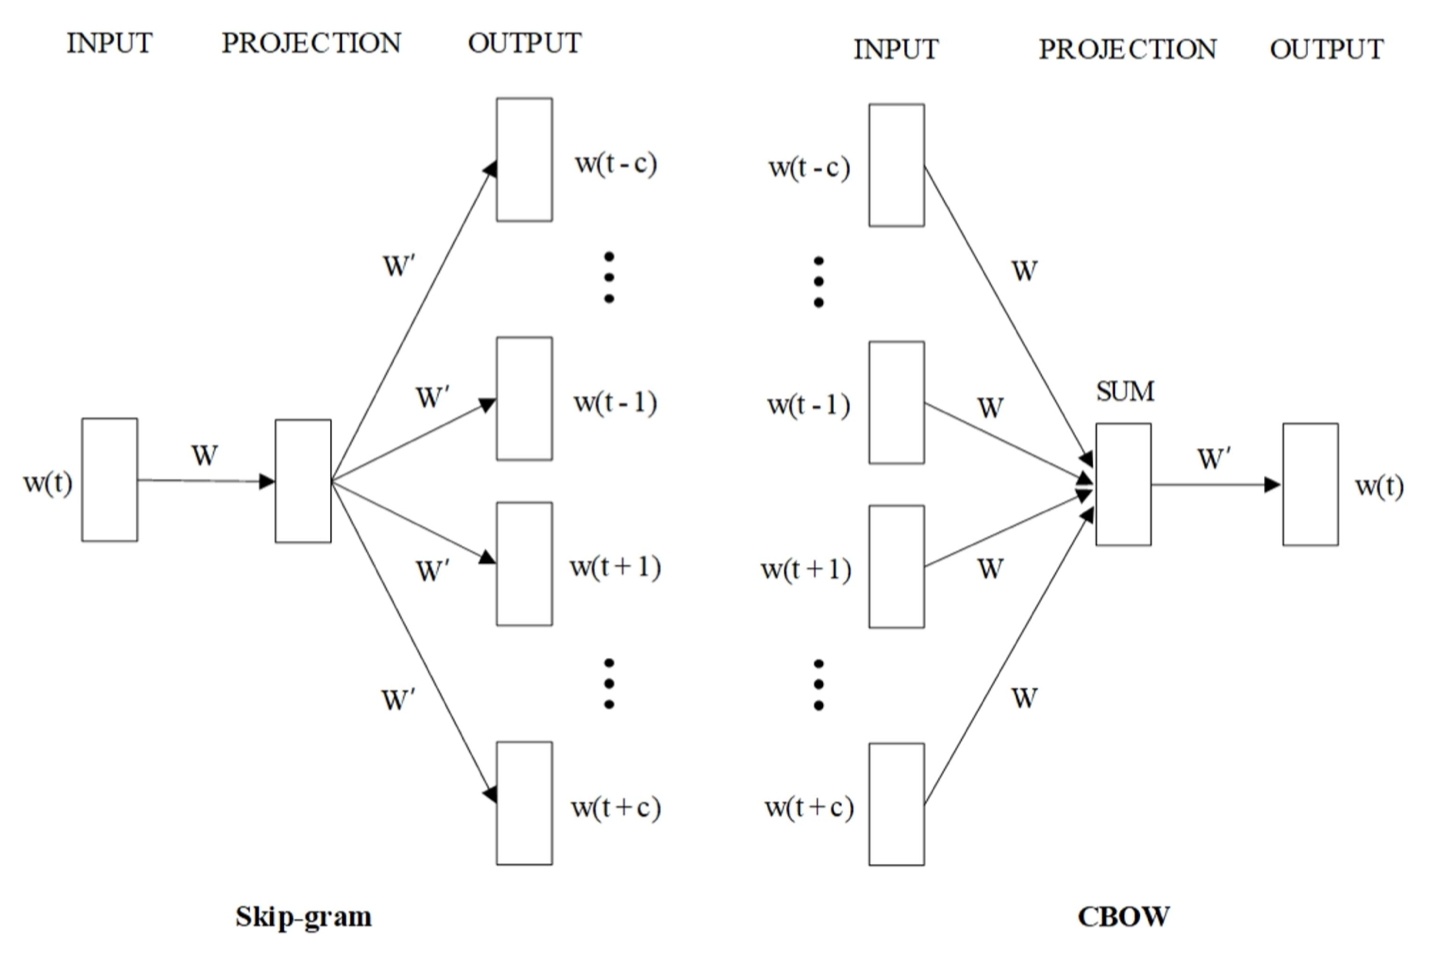 INPUT PROJECTION OUTPUT
w(t-c)
W'
W'
w(t-1)
W
w(t)
W'
w(t+1)
W'
w(t+c)
Skip-gram
INPUT PROJECTION OUTPUT
w(t-c)
W
SUM
w(t-1)
W
W'
w(t)
w(t+1)
W
W
w(t+c)
CBOW